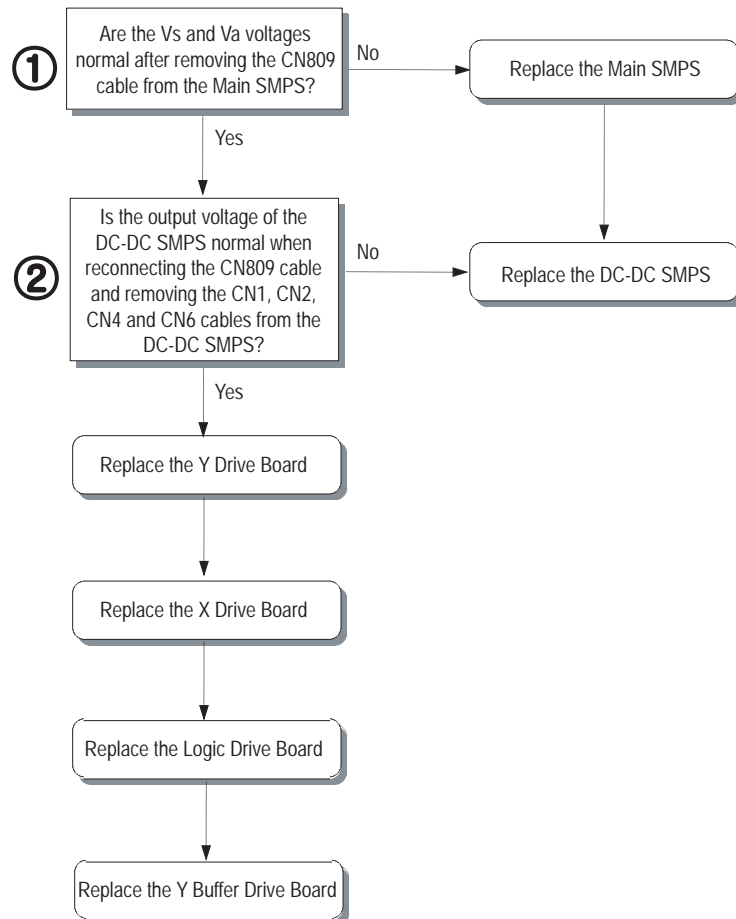 1
Are the Vs and Va voltages
normal after removing the CN809
cable from the Main SMPS?
No
Replace the Main SMPS
Yes
2
Is the output voltage of the
DC-DC SMPS normal when
reconnecting the CN809 cable
and removing the CN1, CN2,
CN4 and CN6 cables from the
DC-DC SMPS?
No
Replace the DC-DC SMPS
Yes
Replace the Y Drive Board
Replace the X Drive Board
Replace the Logic Drive Board
Replace the Y Buffer Drive Board